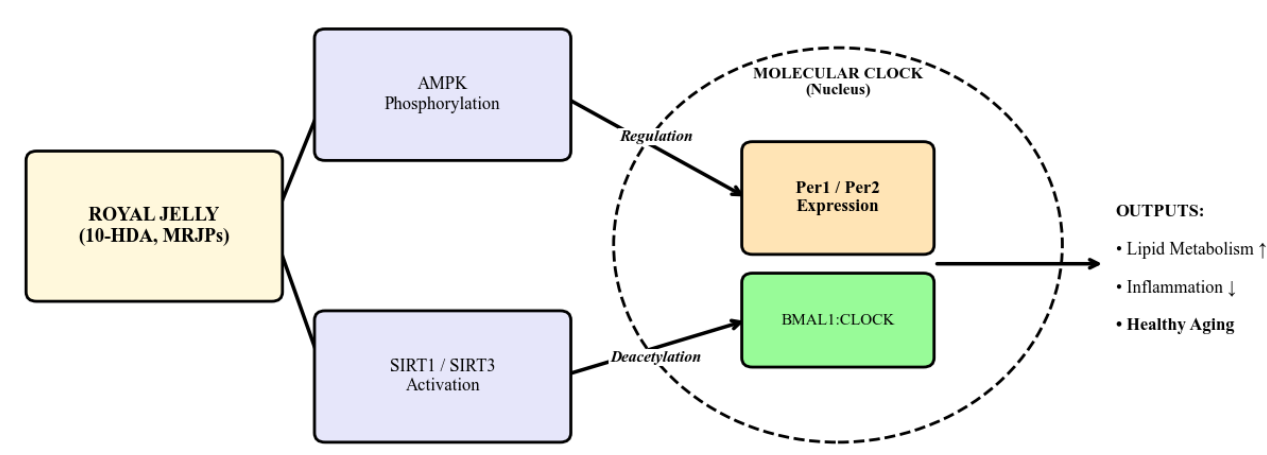 ROYAL JELLY
(10-HDA, MRJPs)
AMPK
Phosphorylation
SIRT1 / SIRT3
Activation
Regulation
Deacetylation
MOLECULAR CLOCK
(Nucleus)
Per1 / Per2
Expression
BMAL1:CLOCK
OUTPUTS:
• Lipid Metabolism ↑
• Inflammation ↓
• Healthy Aging